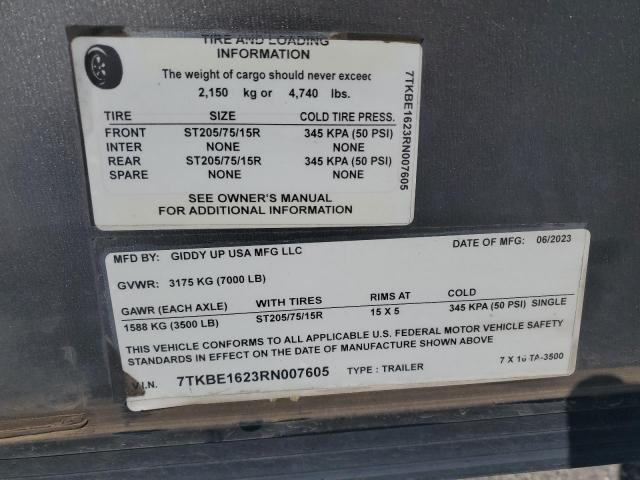 TIRE AND LOADING
INFORMATION
The weight of cargo should never exceed
2,150 kg or 4,740 lbs.
TIRE SIZE COLD TIRE PRESS.
FRONT ST205/75/15R 345 KPA (50 PSI)
INTER NONE NONE
REAR ST205/75/15R 345 KPA (50 PSI)
SPARE NONE NONE
SEE OWNER'S MANUAL
FOR ADDITIONAL INFORMATION
7TKBE1623RN007605
MFD BY: GIDDY UP USA MFG LLC DATE OF MFG: 06/2023
GVWR: 3175 KG (7000 LB)
GAWR (EACH AXLE) WITH TIRES RIMS AT COLD
1588 KG (3500 LB) ST205/75/15R 15 X 5 345 KPA (50 PSI) SINGLE
THIS VEHICLE CONFORMS TO ALL APPLICABLE U.S. FEDERAL MOTOR VEHICLE SAFETY
STANDARDS IN EFFECT ON THE DATE OF MANUFACTURE SHOWN ABOVE
V.I.N. 7TKBE1623RN007605 TYPE : TRAILER 7 X 16 TA-3500